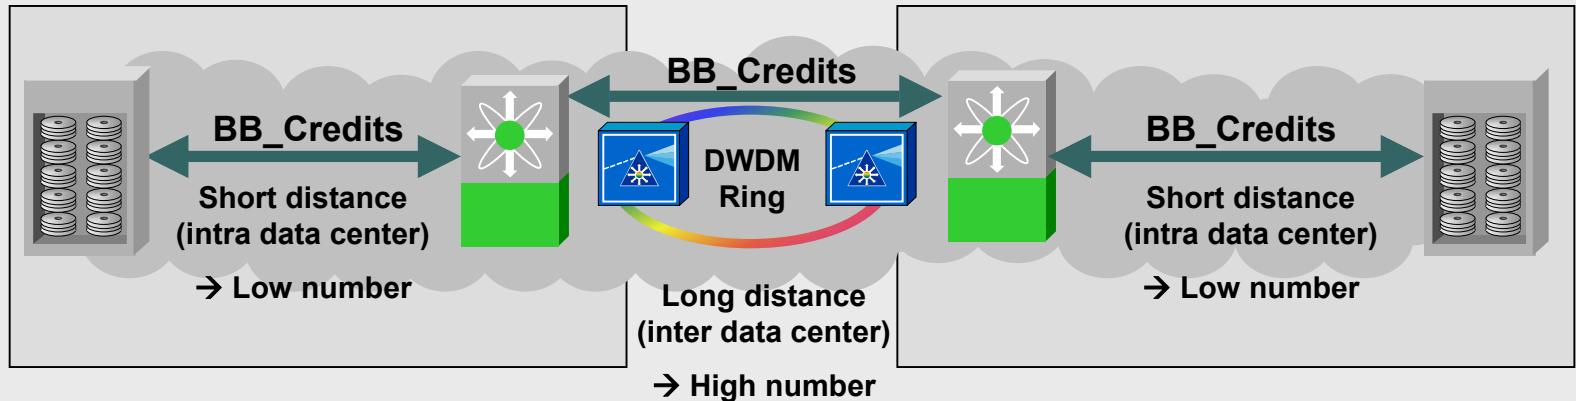 BB_Credits
Short distance
(intra data center)
→ Low number
BB_Credits
DWDM
Ring
Long distance
(inter data center)
→ High number
BB_Credits
Short distance
(intra data center)
→ Low number